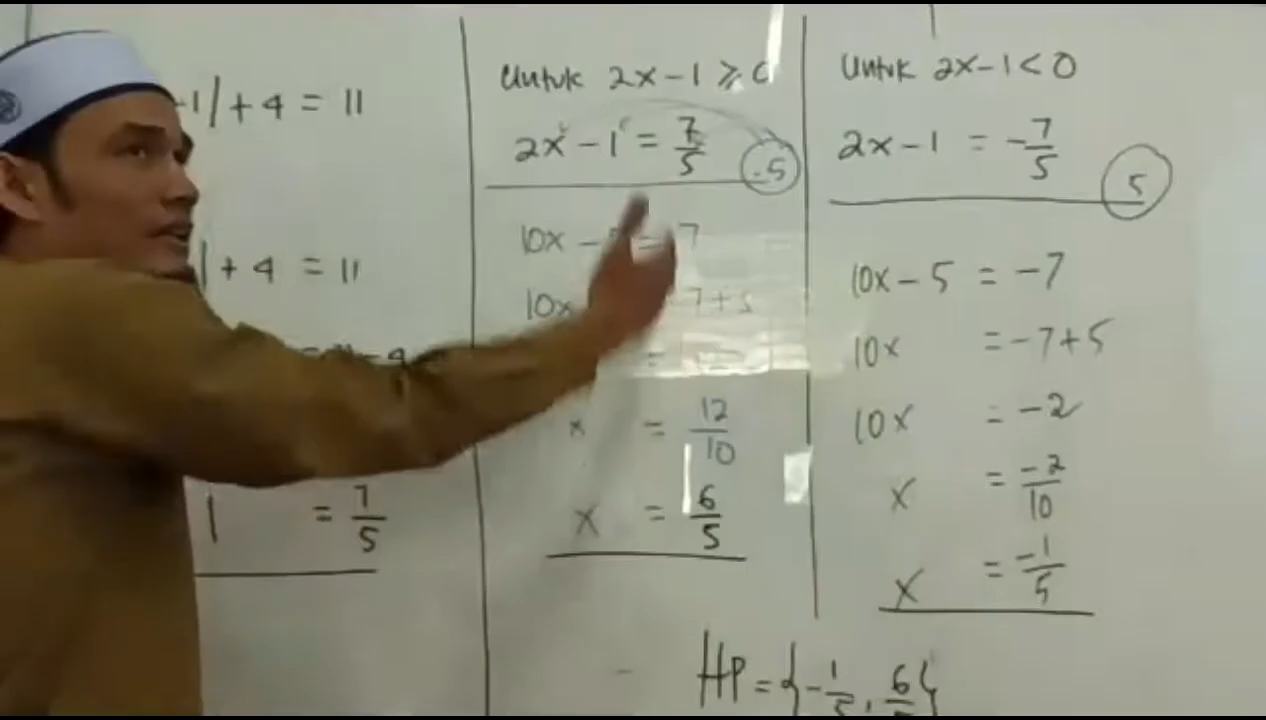 -1| + 4 = 11
| + 4 = 11
| = 7/5
Untuk 2x - 1 ≥ 0
2x - 1 = 7/5 .5
10x - = 7
10x 7 + 5
=
x = 12/10
x = 6/5
Untuk 2x - 1 < 0
2x - 1 = -7/5 5
10x - 5 = -7
10x = -7 + 5
10x = -2
x = -2/10
x = -1/5
HP = {-1/5, 6/5}